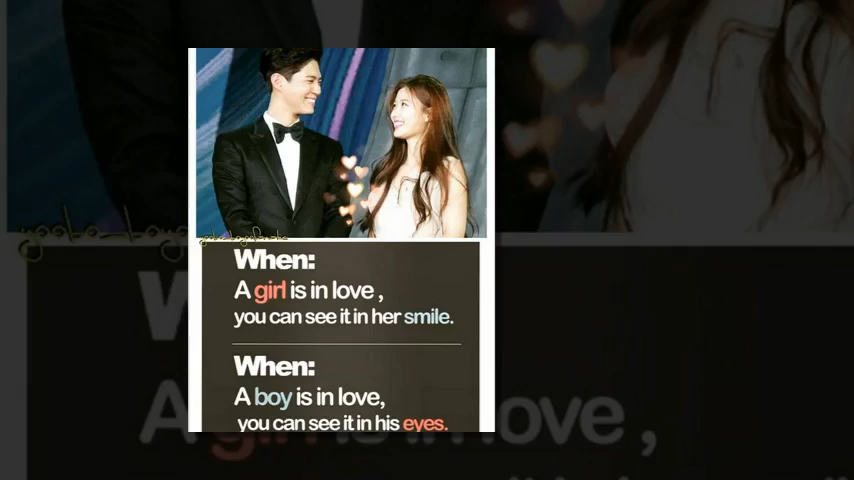 When:
A girl is in love ,
you can see it in her smile.
When:
A boy is in love,
you can see it in his eyes.